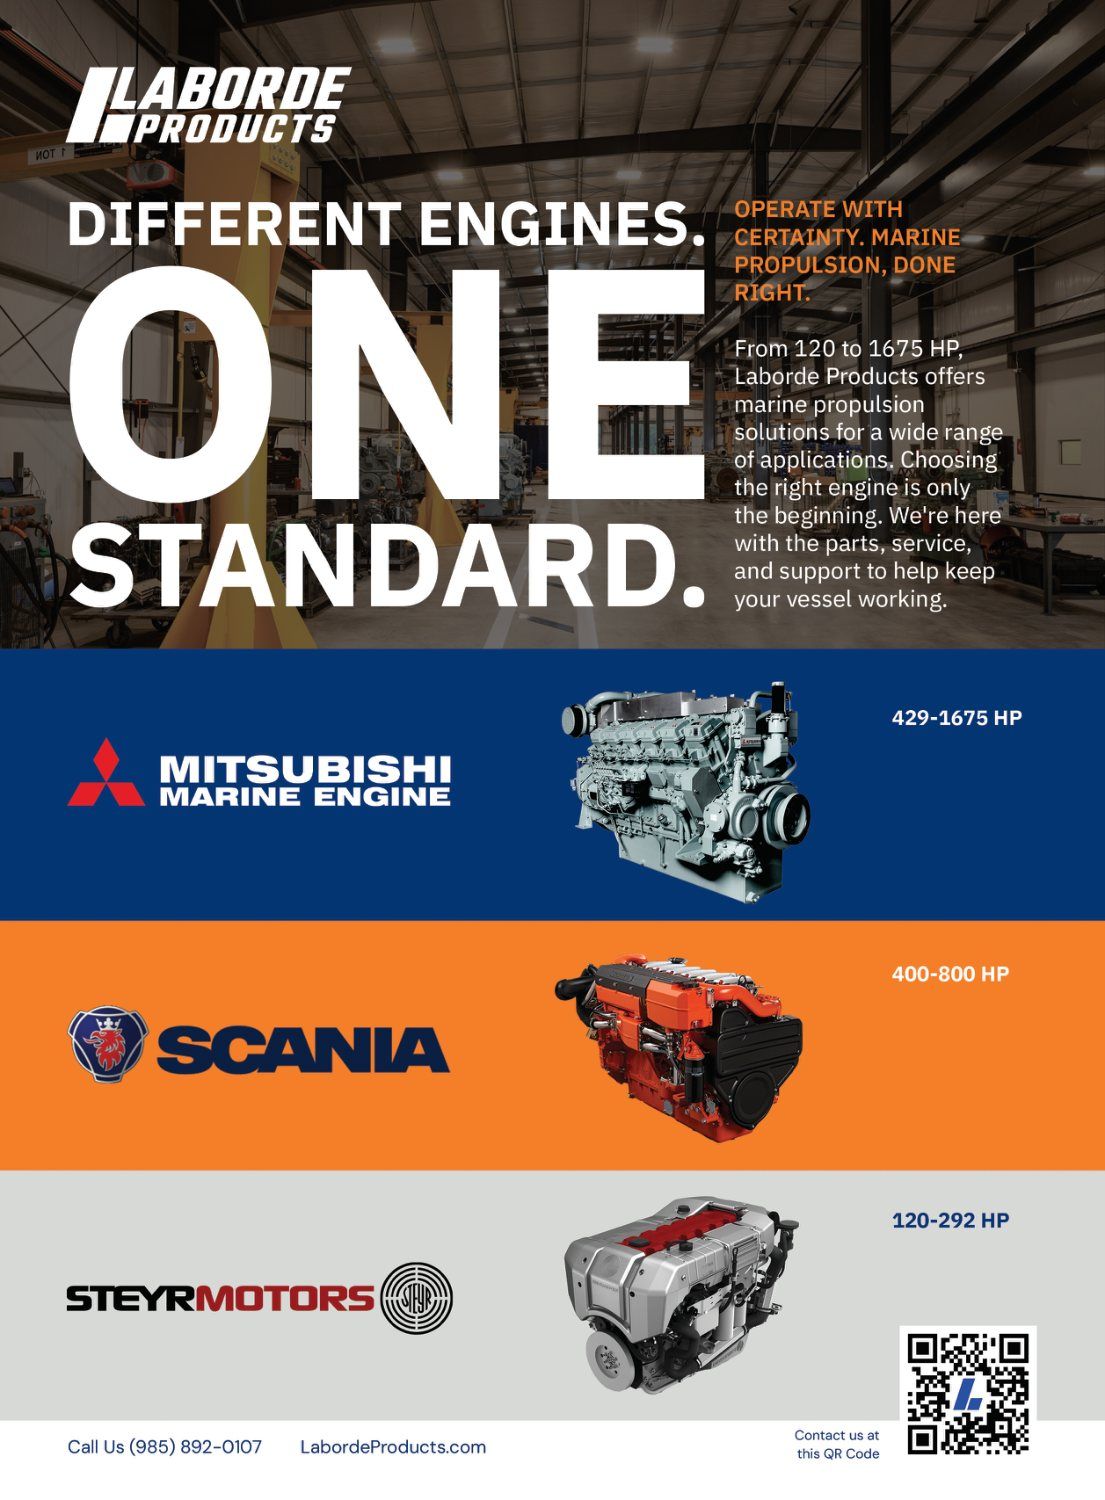 LABORDE
PRODUCTS
1 TON
DIFFERENT ENGINES.
ONE
STANDARD.
OPERATE WITH
CERTAINTY. MARINE
PROPULSION, DONE
RIGHT.
From 120 to 1675 HP,
Laborde Products offers
marine propulsion
solutions for a wide range
of applications. Choosing
the right engine is only
the beginning. We're here
with the parts, service,
and support to help keep
your vessel working.
MITSUBISHI
MARINE ENGINE
429-1675 HP
SCANIA
400-800 HP
STEYRMOTORS
STEYR
120-292 HP
Call Us (985) 892-0107
LabordeProducts.com
Contact us at
this QR Code